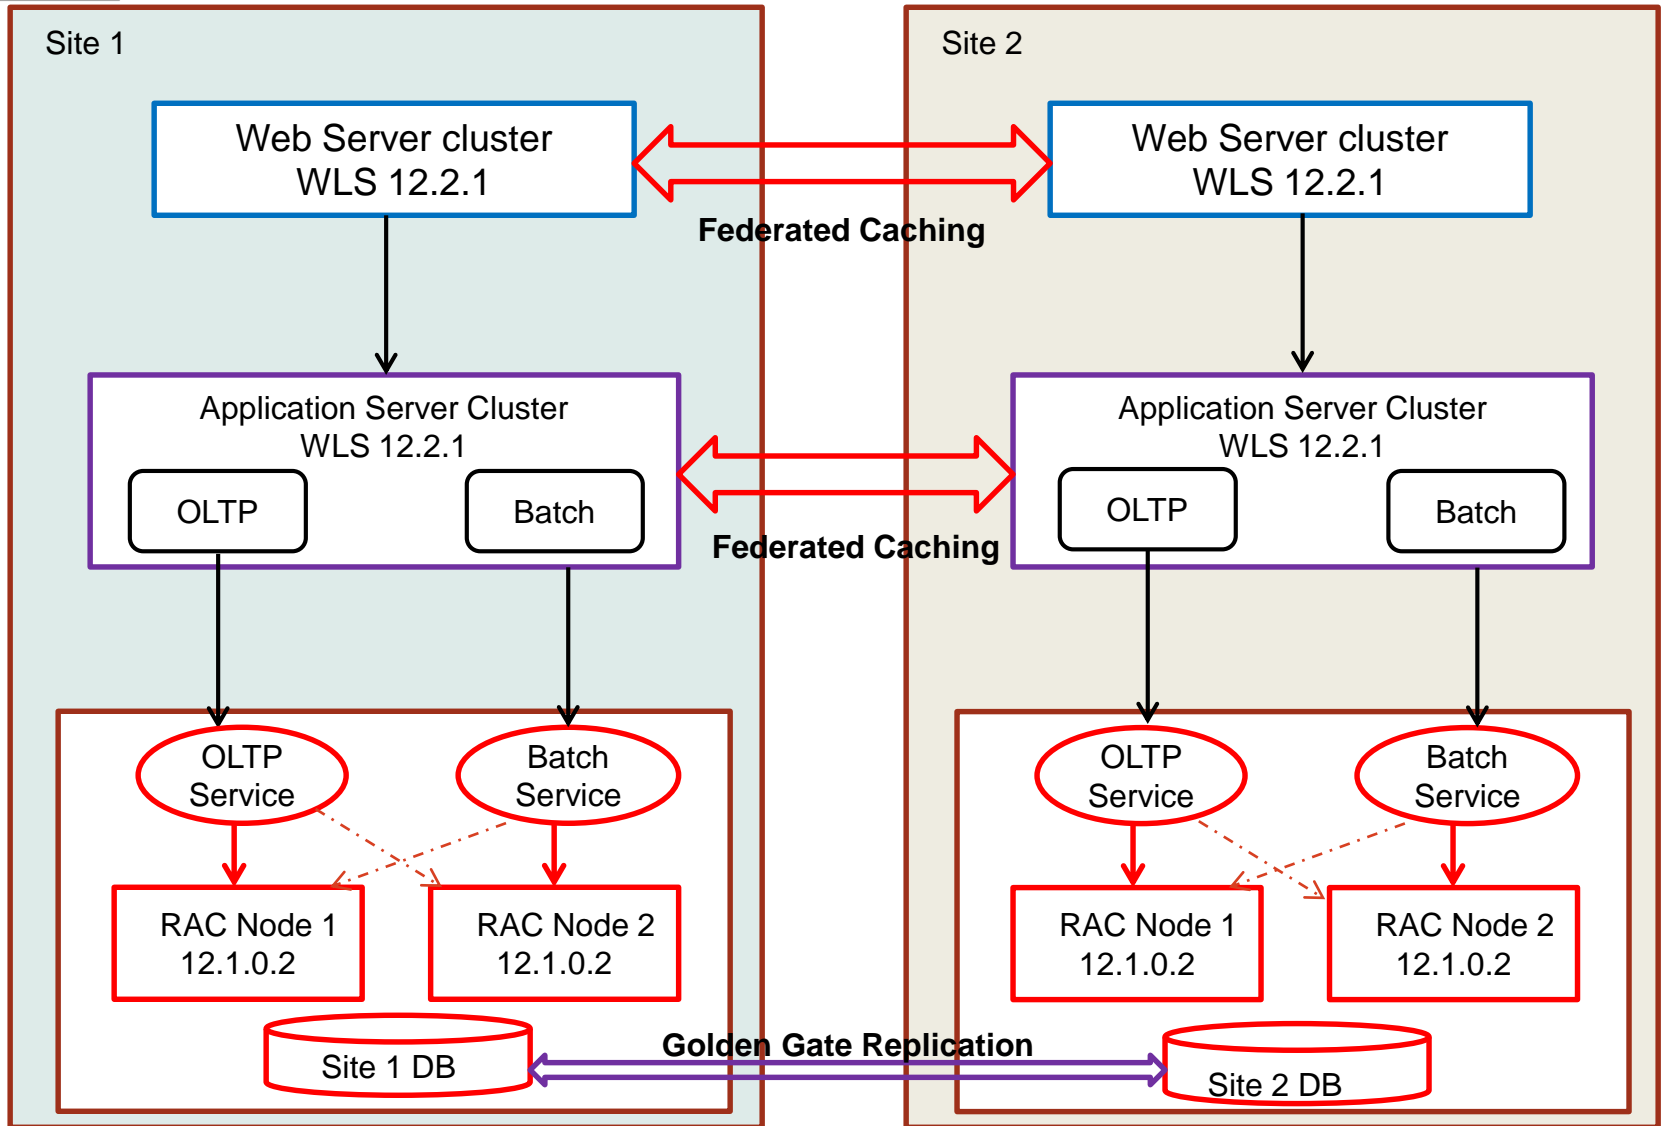 Site 1
Site 2
Web Server cluster
WLS 12.2.1
Web Server cluster
WLS 12.2.1
Federated Caching
Application Server Cluster
WLS 12.2.1
Application Server Cluster
WLS 12.2.1
OLTP
Batch
OLTP
Batch
Federated Caching
OLTP
Service
Batch
Service
OLTP
Service
Batch
Service
RAC Node 1
12.1.0.2
RAC Node 2
12.1.0.2
RAC Node 1
12.1.0.2
RAC Node 2
12.1.0.2
Golden Gate Replication
Site 1 DB
Site 2 DB